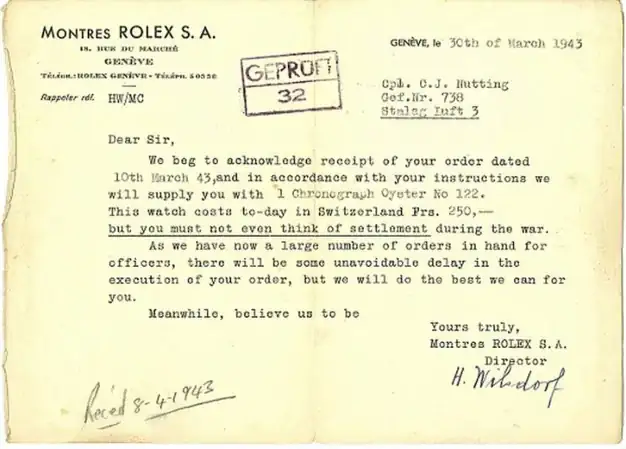 MONTRES ROLEX S. A.
18, RUE DU MARCHÉ
GENÈVE
TÉLÉGR.: ROLEX GENÈVE - TÉLÉPH. 50338
Rappeler réf. HW/MC
GENÈVE, le 30th of March 1943
GEPRÜFT
32
Cpl. C.J. Nutting
Gef.Nr. 738
Stalag Luft 3
Dear Sir,
We beg to acknowledge receipt of your order dated
10th March 43,and in accordance with your instructions we
will supply you with 1 Chronograph Oyster No 122.
This watch costs to-day in Switzerland Frs. 250,—
but you must not even think of settlement during the war.
As we have now a large number of orders in hand for
officers, there will be some unavoidable delay in the
execution of your order, but we will do the best we can for
you.
Meanwhile, believe us to be
Yours truly,
Montres ROLEX S.A.
Director
H. Wilsdorf
Reced 8-4-1943